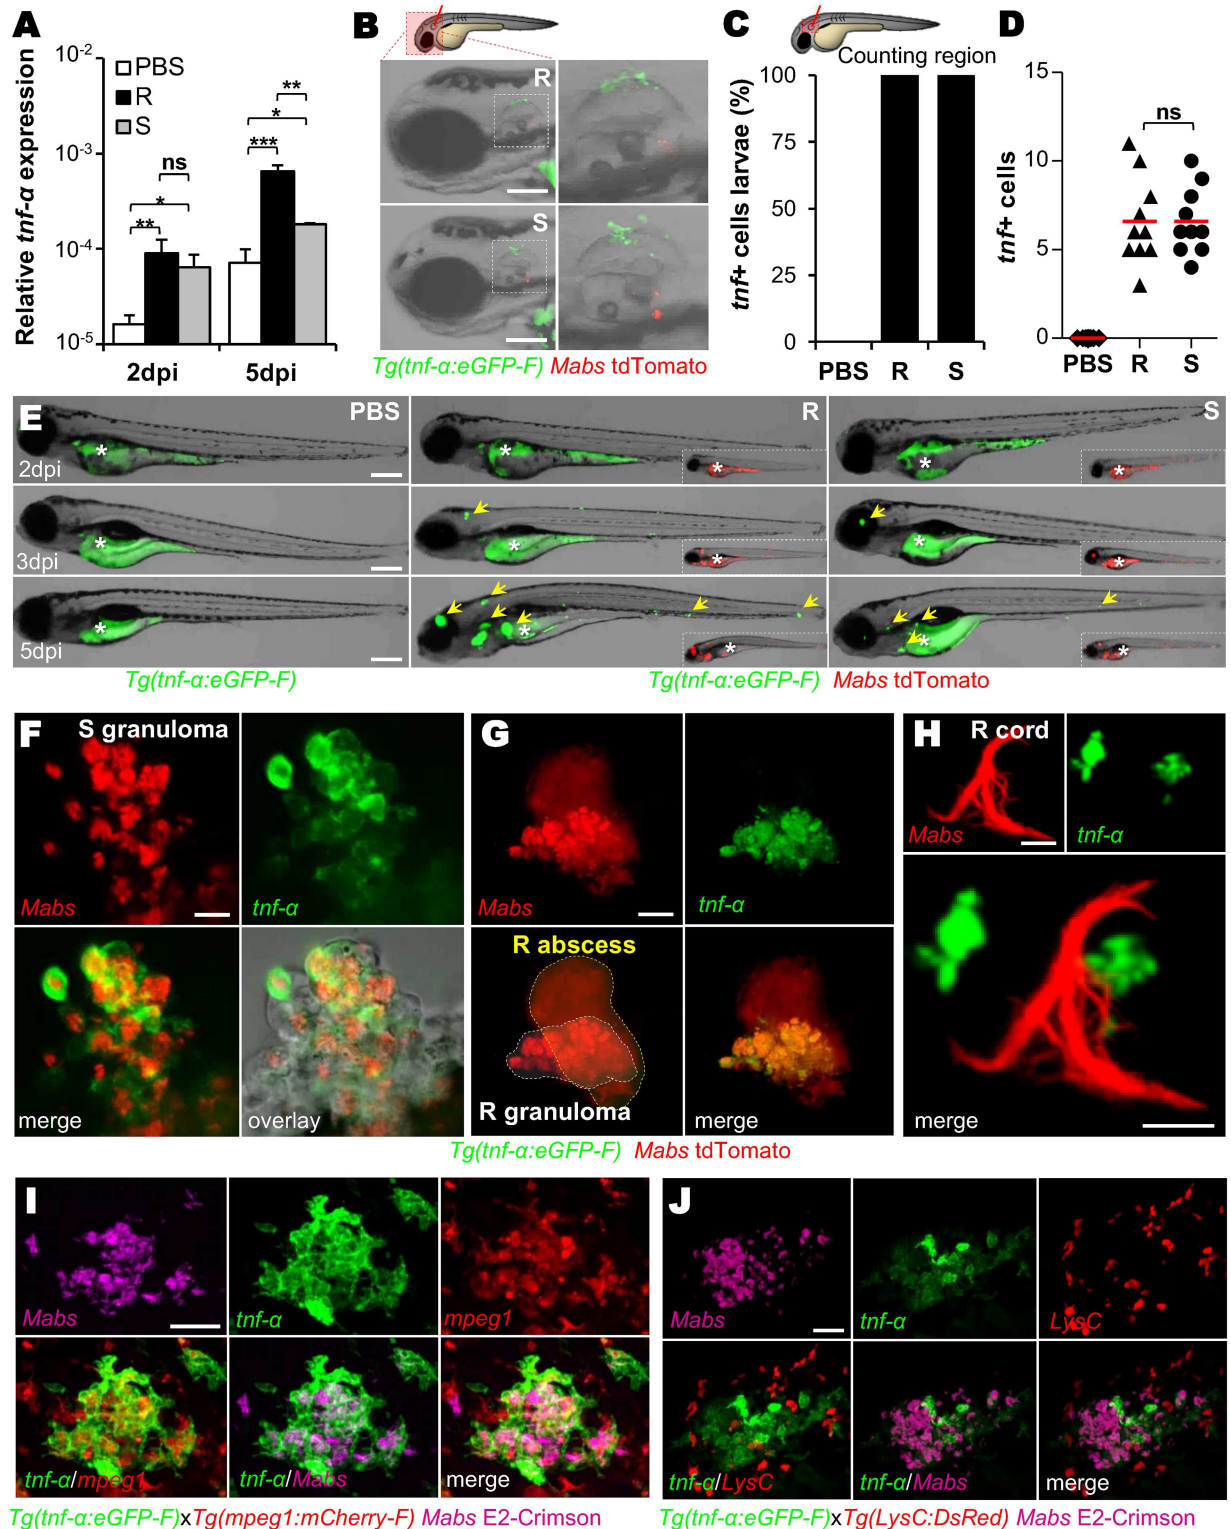 A
Relative tnf-α expression
10-2
10-3
10-4
10-5
PBS
R
S
**
*
ns
**
*
***
2dpi
5dpi
B
R
S
Tg(tnf-α:eGFP-F) Mabs tdTomato
C
Counting region
tnf+ cells larvae (%)
100
75
50
25
0
PBS R S
D
tnf+ cells
15
10
5
0
ns
PBS R S
E
PBS
R
S
2dpi
*
*
*
*
*
3dpi
*
*
*
*
*
5dpi
*
*
*
*
*
Tg(tnf-α:eGFP-F)
Tg(tnf-α:eGFP-F) Mabs tdTomato
F
S granuloma
Mabs
tnf-α
merge
overlay
G
Mabs
tnf-α
R abscess
R granuloma
merge
H
R cord
Mabs
tnf-α
merge
Tg(tnf-α:eGFP-F) Mabs tdTomato
I
Mabs
tnf-α
mpeg1
tnf-α/mpeg1
tnf-α/Mabs
merge
Tg(tnf-α:eGFP-F)xTg(mpeg1:mCherry-F) Mabs E2-Crimson
J
Mabs
tnf-α
LysC
tnf-α/LysC
tnf-α/Mabs
merge
Tg(tnf-α:eGFP-F)xTg(LysC:DsRed) Mabs E2-Crimson